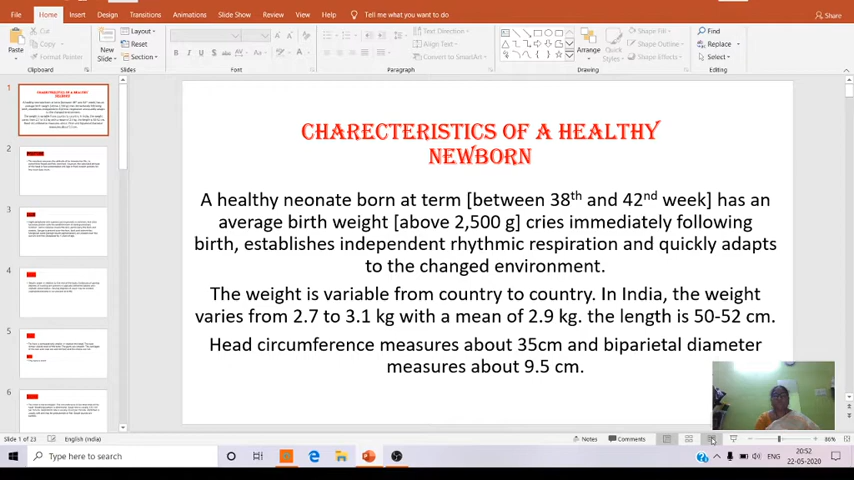 File Home Insert Design Transitions Animations Slide Show Review View Help Tell me what you want to do Share
Paste Cut Copy Format Painter
Clipboard
New Slide Layout Reset Section
Slides
Font
Text Direction
Align Text
Convert to SmartArt
Paragraph
Arrange Quick Styles
Shape Fill
Shape Outline
Shape Effects
Drawing
Find
Replace
Select
Editing
1
2
3
4
5
6
CHARECTERISTICS OF A HEALTHY
NEWBORN
A healthy neonate born at term [between 38th and 42nd week] has an
average birth weight [above 2,500 g] cries immediately following
birth, establishes independent rhythmic respiration and quickly adapts
to the changed environment.
The weight is variable from country to country. In India, the weight
varies from 2.7 to 3.1 kg with a mean of 2.9 kg. the length is 50-52 cm.
Head circumference measures about 35cm and biparietal diameter
measures about 9.5 cm.
Slide 1 of 23 English (India) Notes Comments 86%
Type here to search ENG 20:52
22-05-2020